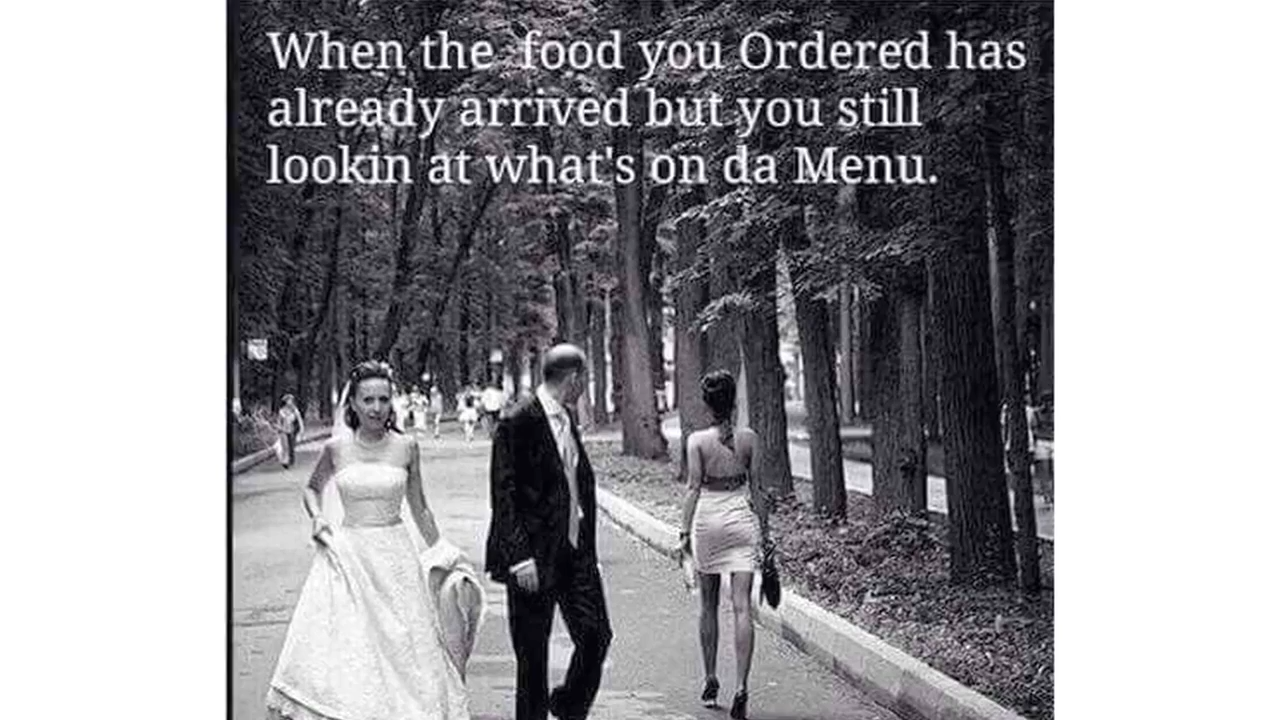 When the food you Ordered has
already arrived but you still
lookin at what's on da Menu.